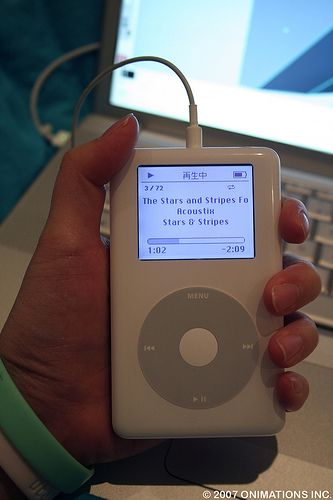 再生中
3 / 72
The Stars and Stripes Fo
Acoustix
Stars & Stripes
1:02 -2:09
MENU
© 2007 ONIMATIONS INC.